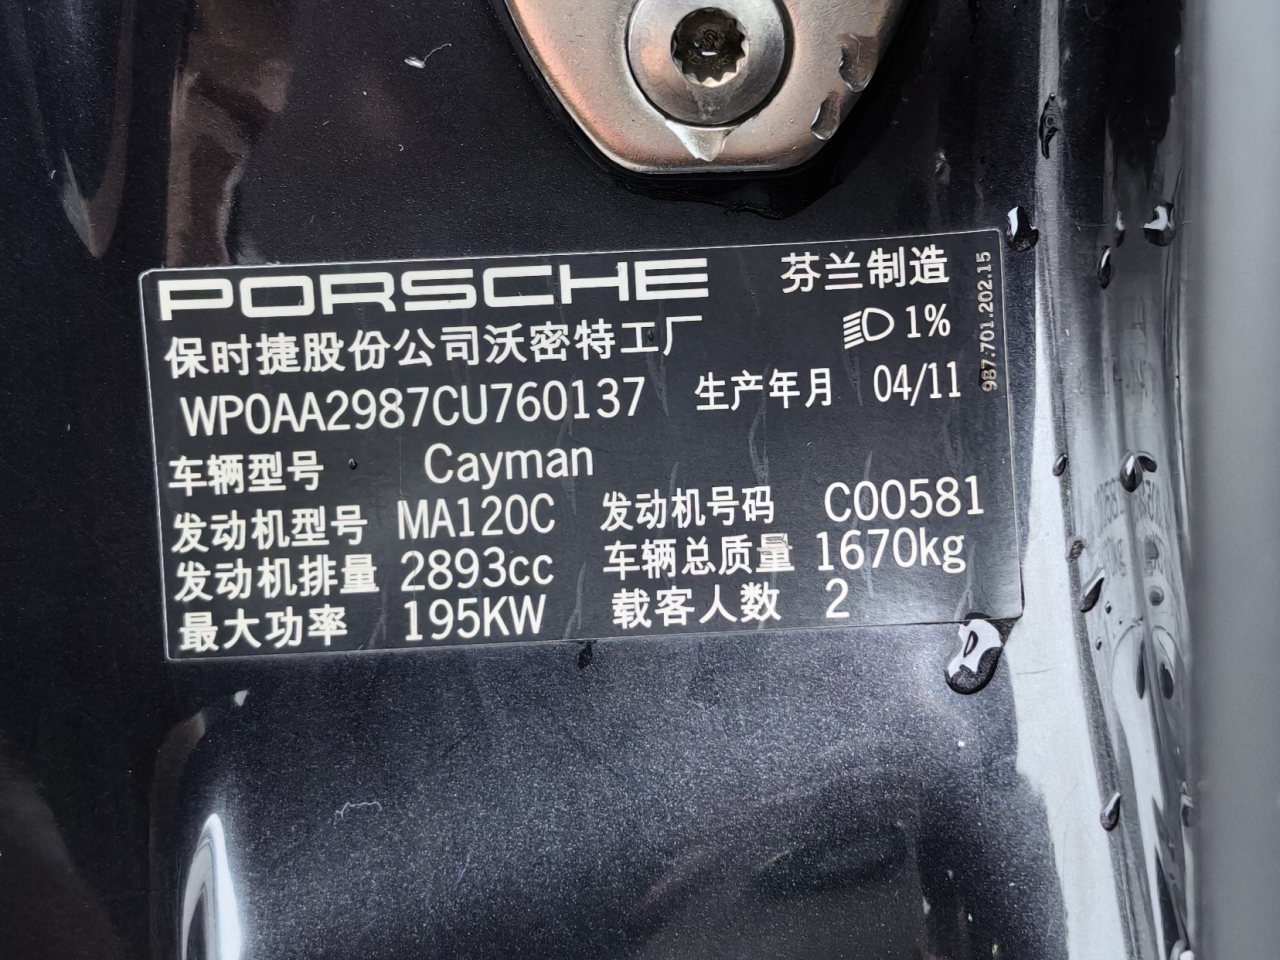 PORSCHE 芬兰制造
保时捷股份公司沃密特工厂 1%
WP0AA2987CU760137 生产年月 04/11
车辆型号 Cayman
发动机型号 MA120C 发动机号码 C00581
发动机排量 2893cc 车辆总质量 1670kg
最大功率 195KW 载客人数 2
987.701.202.15